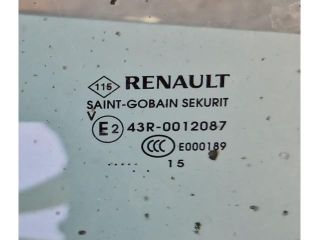 116 RENAULT
SAINT-GOBAIN SEKURIT
V
E2 43R-0012087
CCC E000189
15